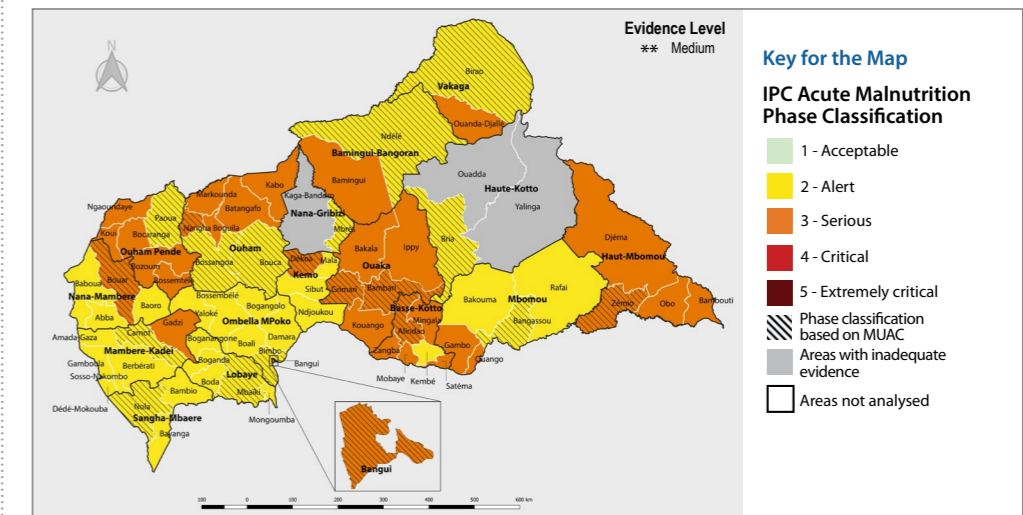 Evidence Level
** Medium
N
Birao
Vakaga
Ouanda-Djallé
Ndélé
Bamingui-Bangoran
Bamingui
Ouadda
Haute-Kotto
Yalinga
Kabo
Kaga-Bandoro
Nana-Gribizi
Markounda
Batangafo
Ngaoundaye
Paoua
Nangha Boguila
Koui
Bocaranga
Mbrés
Bria
Djéma
Haut-Mbomou
Ouham Pende
Ouham
Bakala
Ippy
Bozoum
Bossangoa
Bouca
Dékoa
Mala
Ouaka
Baboua
Bouar
Bossemtélé
Kemo
Grimari
Bambari
Rafai
Nana-Mambere
Bossembélé
Sibut
Basse-Kotto
Bakouma
Mbomou
Zémio
Obo
Bambouti
Abba
Baoro
Yaloké
Bogangolo
Ndjoukou
Mingala
Bangassou
Gadzi
Ombella MPoko
Kouango
Alindao
Amada-Gaza
Carnot
Boganangone
Boali
Damara
Zangba
Gambo
Mambere-Kadei
Bimbo
Bangui
Ouango
Gamboula
Berbérati
Boganda
Lobaye
Mobaye
Kembé
Satéma
Sosso-Nakombo
Boda
Mbaiki
Bambio
Dédé-Mokouba
Nola
Sangha-Mbaere
Mongoumba
Bayanga
Bangui
100 0 100 200 300 400 500 600 km
Key for the Map
IPC Acute Malnutrition
Phase Classification
1 - Acceptable
2 - Alert
3 - Serious
4 - Critical
5 - Extremely critical
Phase classification
based on MUAC
Areas with inadequate
evidence
Areas not analysed